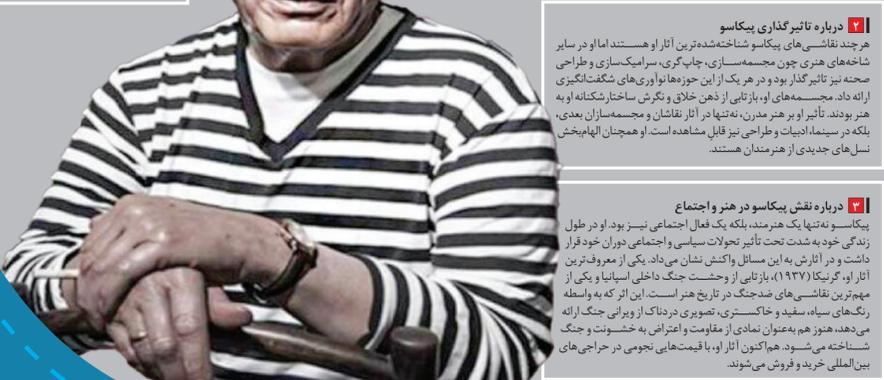 ۲ درباره تاثیرگذاری پیکاسو
هرچند نقاشی‌های پیکاسو شناخته‌شده‌ترین آثار او هستند اما او در سایر
شاخه‌های هنری چون مجسمه‌سازی، چاپ‌گری، سرامیک‌سازی و طراحی
صحنه نیز تاثیرگذار بود و در هر یک از این حوزه‌ها نوآوری‌های شگفت‌انگیزی
ارائه داد. مجسمه‌های او، بازتابی از ذهن خلاق و نگرش ساختارشکنانه او به
هنر بودند. تأثیر او بر هنر مدرن، نه‌تنها در آثار نقاشان و مجسمه‌سازان بعدی،
بلکه در سینما، ادبیات و طراحی نیز قابل مشاهده است. او همچنان الهام‌بخش
نسل‌های جدیدی از هنرمندان هستند.
۳ درباره نقش پیکاسو در هنر و اجتماع
پیکاسو نه‌تنها یک هنرمند، بلکه یک فعال اجتماعی نیز بود. او در طول
زندگی خود به شدت تحت تأثیر تحولات سیاسی و اجتماعی دوران خود قرار
داشت و در آثارش به این مسائل واکنش نشان می‌داد. یکی از معروف‌ترین
آثار او، گرنیکا (۱۹۳۷)، بازتابی از وحشت جنگ داخلی اسپانیا و یکی از
مهم‌ترین نقاشی‌های ضدجنگ در تاریخ هنر است. این اثر که به واسطه
رنگ‌های سیاه، سفید و خاکستری، تصویری دردناک از ویرانی جنگ ارائه
می‌دهد، هنوز هم به‌عنوان نمادی از مقاومت و اعتراض به خشونت و جنگ
شناخته می‌شود. هم‌اکنون آثار او، با قیمت‌هایی نجومی در حراجی‌های
بین‌المللی خرید و فروش می‌شوند.